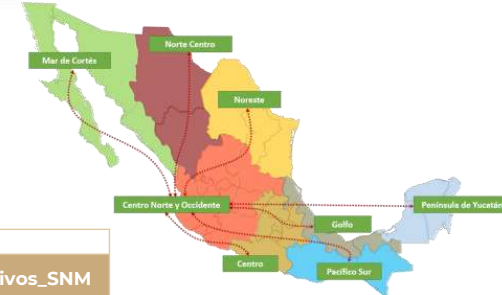 Norte Centro
Mar de Cortés
Noreste
Centro Norte y Occidente
Península de Yucatán
Golfo
Centro
Pacífico Sur
ivos_SNM